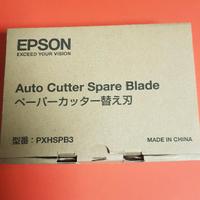 EPSON
EXCEED YOUR VISION
Auto Cutter Spare Blade
ペーパーカッター替え刃
型番：PXHSPB3
MADE IN CHINA